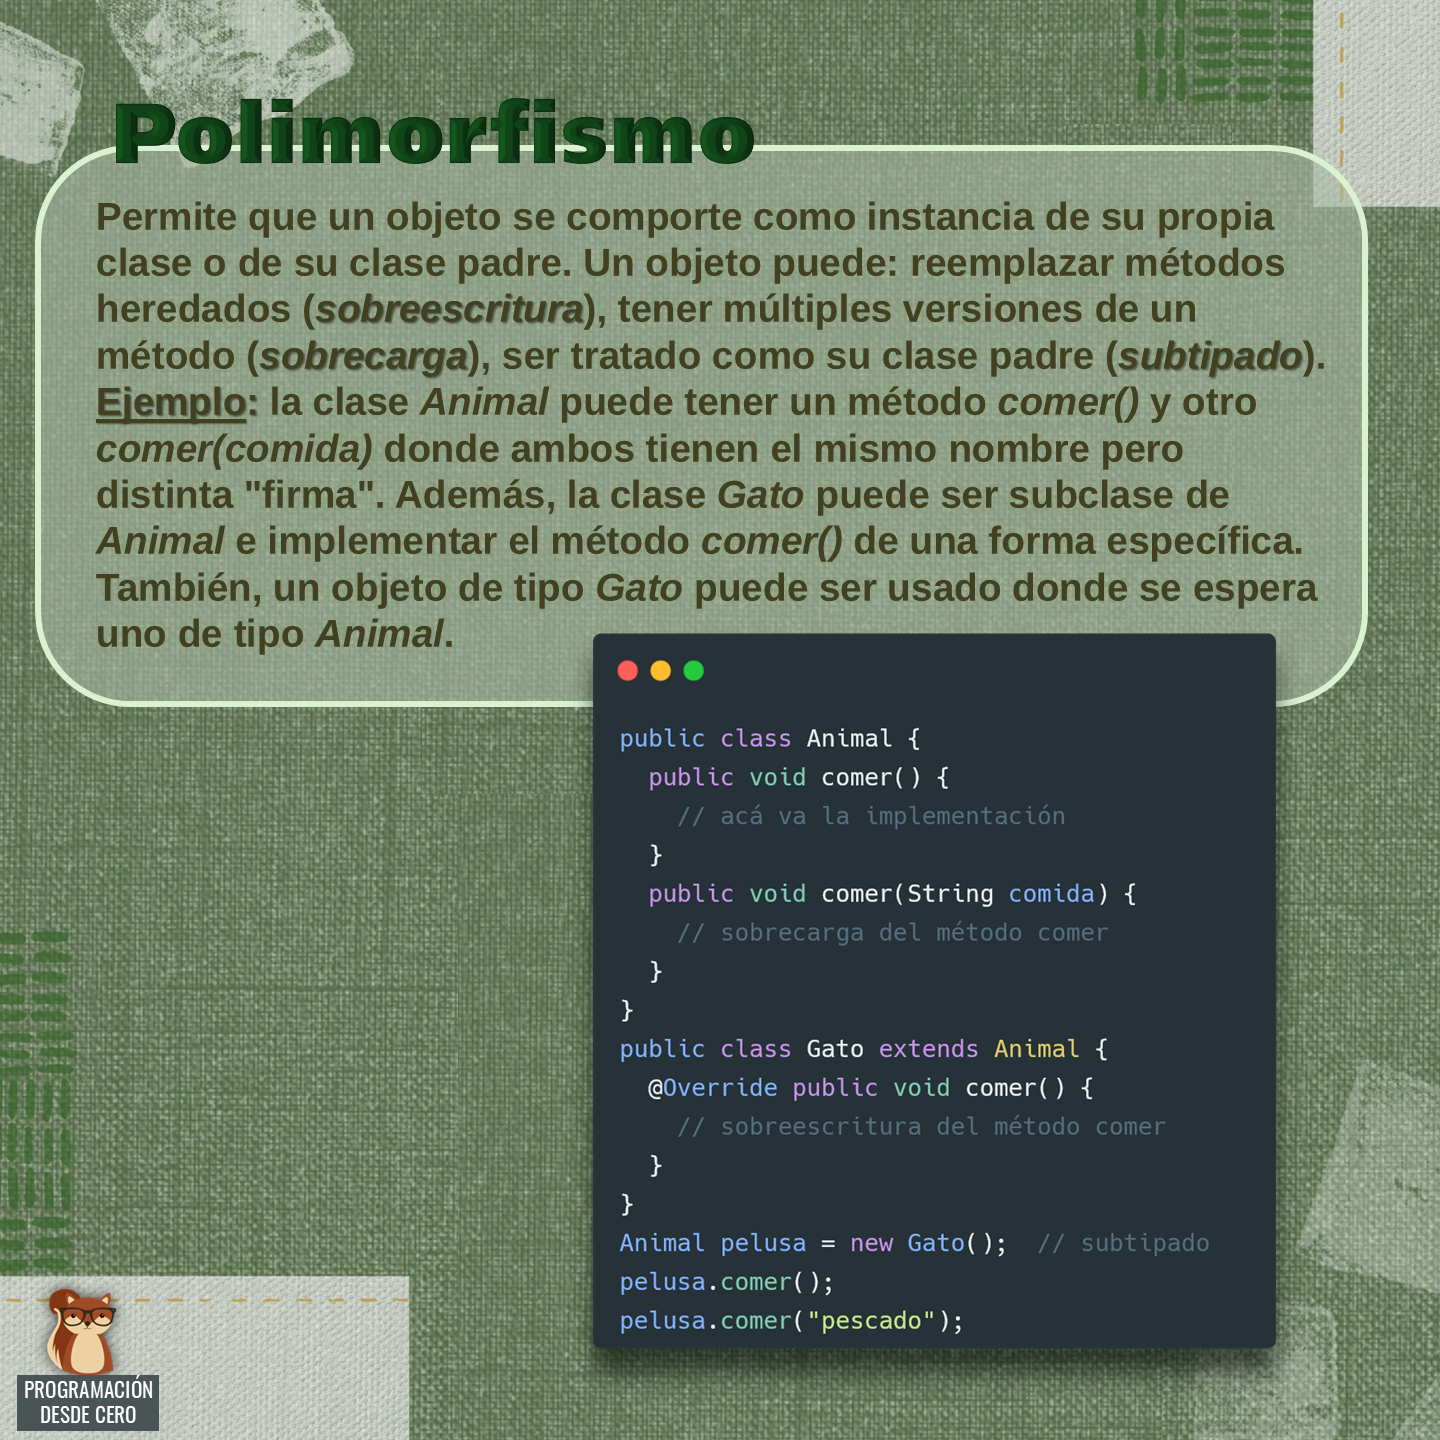 Polimorfismo
Permite que un objeto se comporte como instancia de su propia
clase o de su clase padre. Un objeto puede: reemplazar métodos
heredados (sobreescritura), tener múltiples versiones de un
método (sobrecarga), ser tratado como su clase padre (subtipado).
Ejemplo: la clase Animal puede tener un método comer() y otro
comer(comida) donde ambos tienen el mismo nombre pero
distinta "firma". Además, la clase Gato puede ser subclase de
Animal e implementar el método comer() de una forma específica.
También, un objeto de tipo Gato puede ser usado donde se espera
uno de tipo Animal.
public class Animal {
  public void comer() {
    // acá va la implementación
  }
  public void comer(String comida) {
    // sobrecarga del método comer
  }
}
public class Gato extends Animal {
  @Override public void comer() {
    // sobreescritura del método comer
  }
}
Animal pelusa = new Gato();  // subtipado
pelusa.comer();
pelusa.comer("pescado");
PROGRAMACIÓN
DESDE CERO